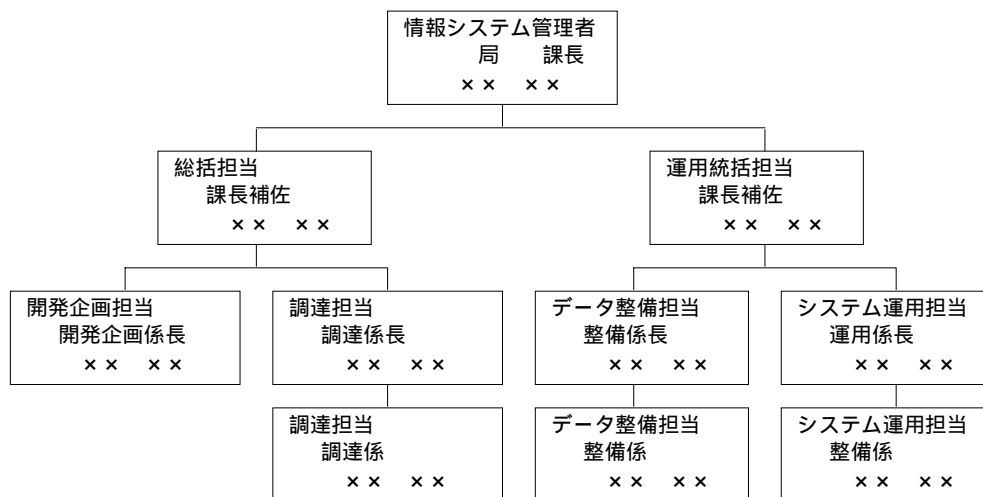 情報システム管理者
局　課長
××　××
総括担当
課長補佐
××　××
運用統括担当
課長補佐
××　××
開発企画担当
開発企画係長
××　××
調達担当
調達係長
××　××
データ整備担当
整備係長
××　××
システム運用担当
運用係長
××　××
調達担当
調達係
××　××
データ整備担当
整備係
××　××
システム運用担当
整備係
××　××